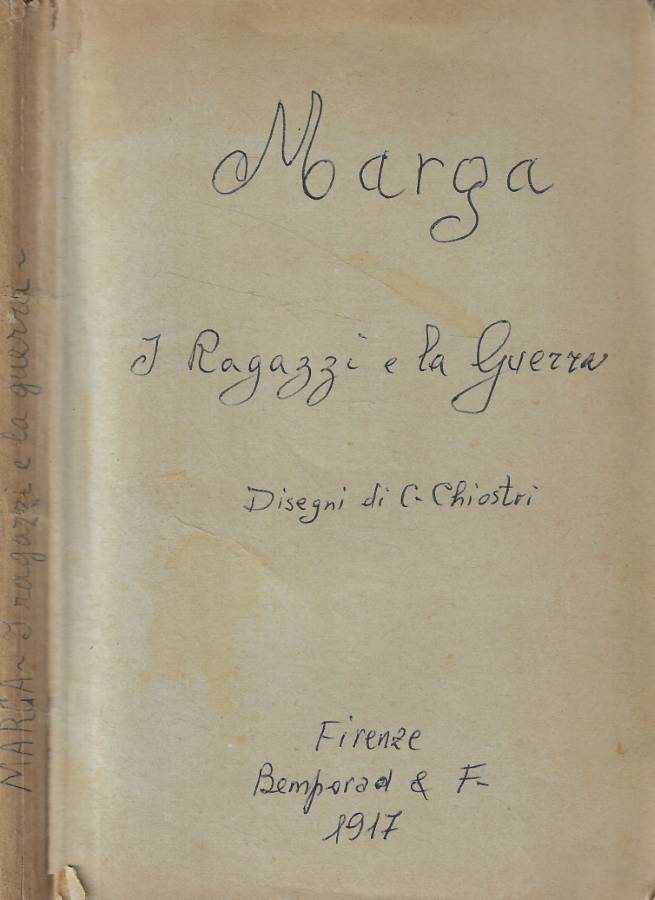 Marga
I Ragazzi e la Guerra
Disegni di C. Chiostri
Firenze
Bemporad & F.
1917
MARGA ~ I ragazzi e la guerra ~